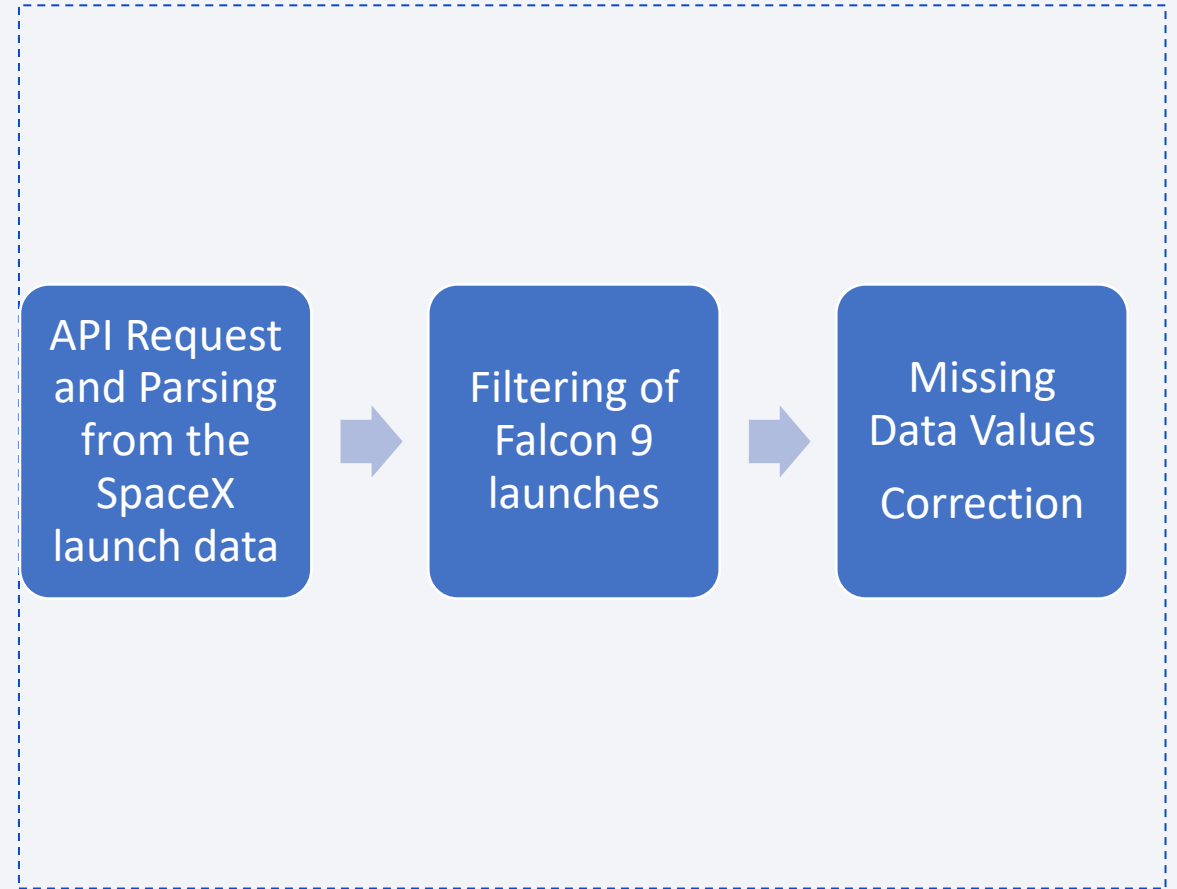 API Request
and Parsing
from the
SpaceX
launch data
Filtering of
Falcon 9
launches
Missing
Data Values
Correction